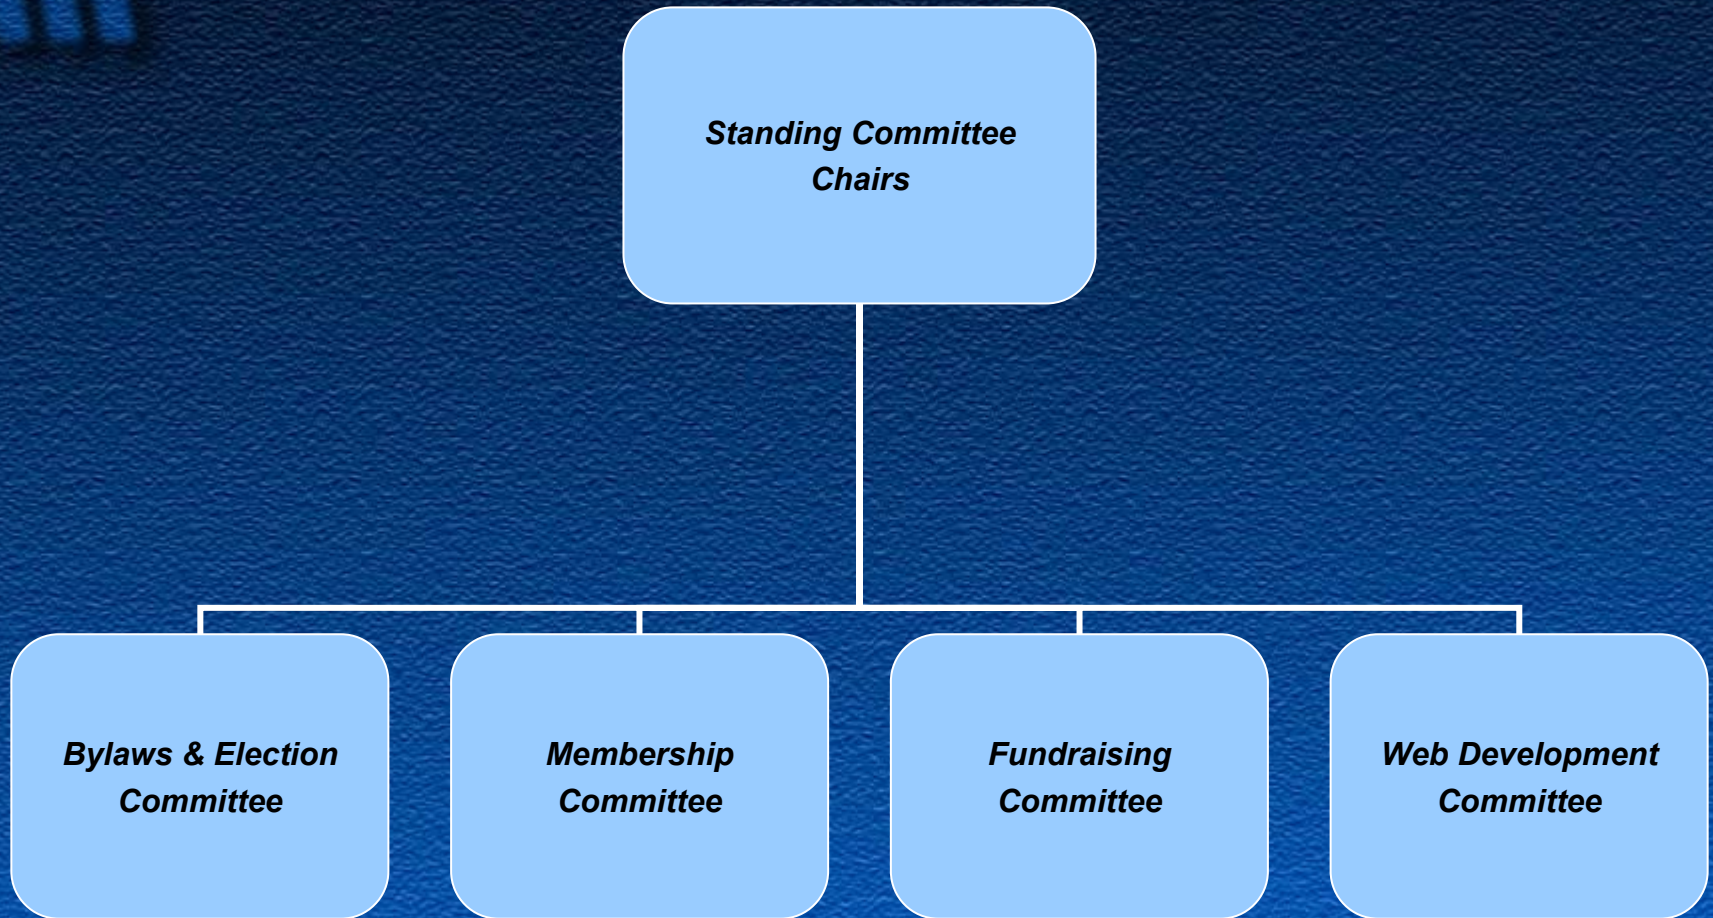 Standing Committee
Chairs
Bylaws & Election
Committee
Membership
Committee
Fundraising
Committee
Web Development
Committee